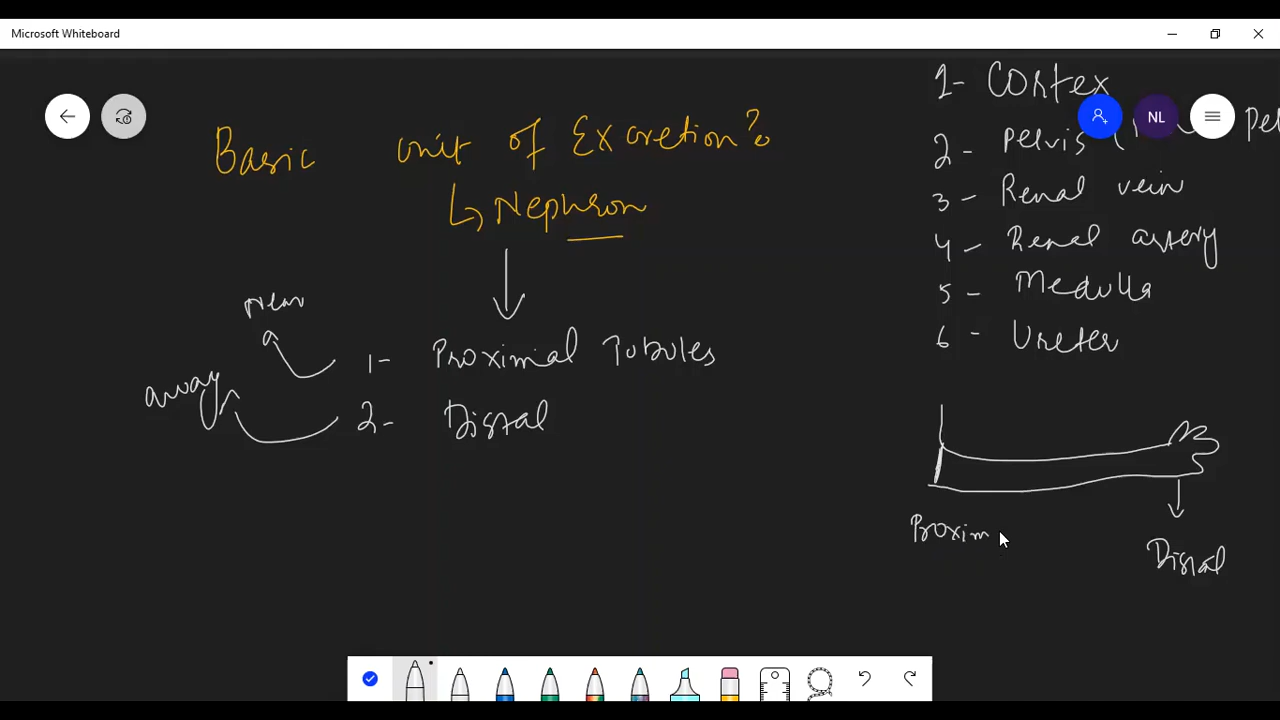 Microsoft Whiteboard
NL
Basic unit of Excretion?
↳ Nephron
near
away
1- Proximal Tubules
2- Distal
1- Cortex
2- Pelvis (
3- Renal vein
4- Renal artery
5- Medulla
6- Ureter
Proxim
Distal